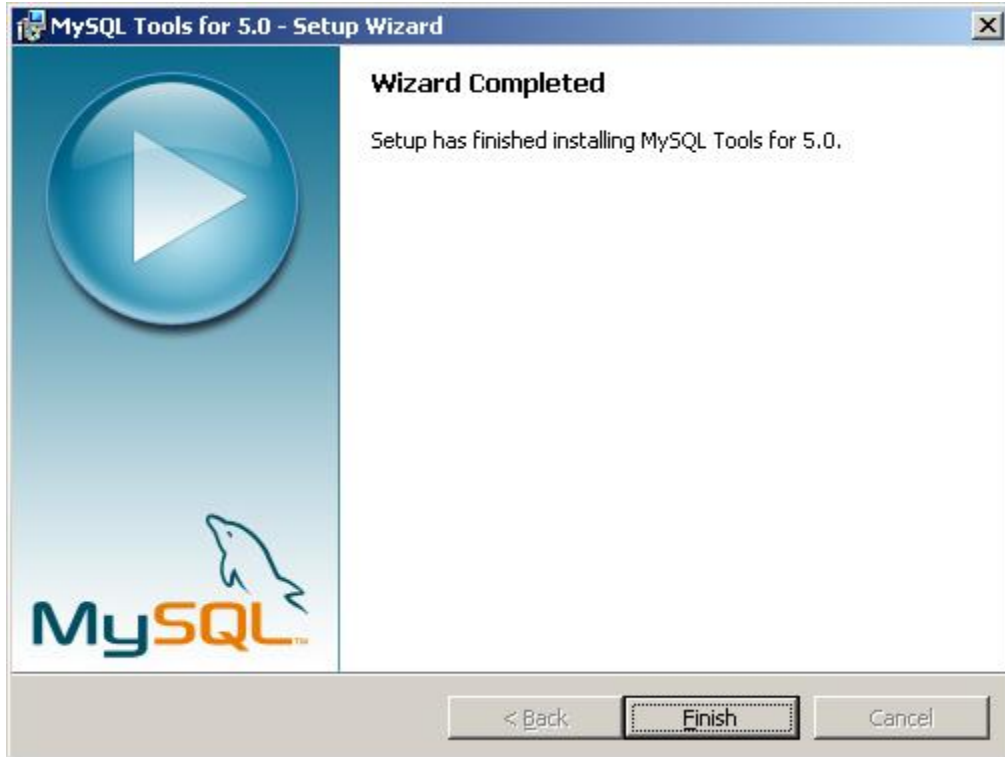 MySQL Tools for 5.0 - Setup Wizard
Wizard Completed
Setup has finished installing MySQL Tools for 5.0.
MySQL™
< Back
Finish
Cancel